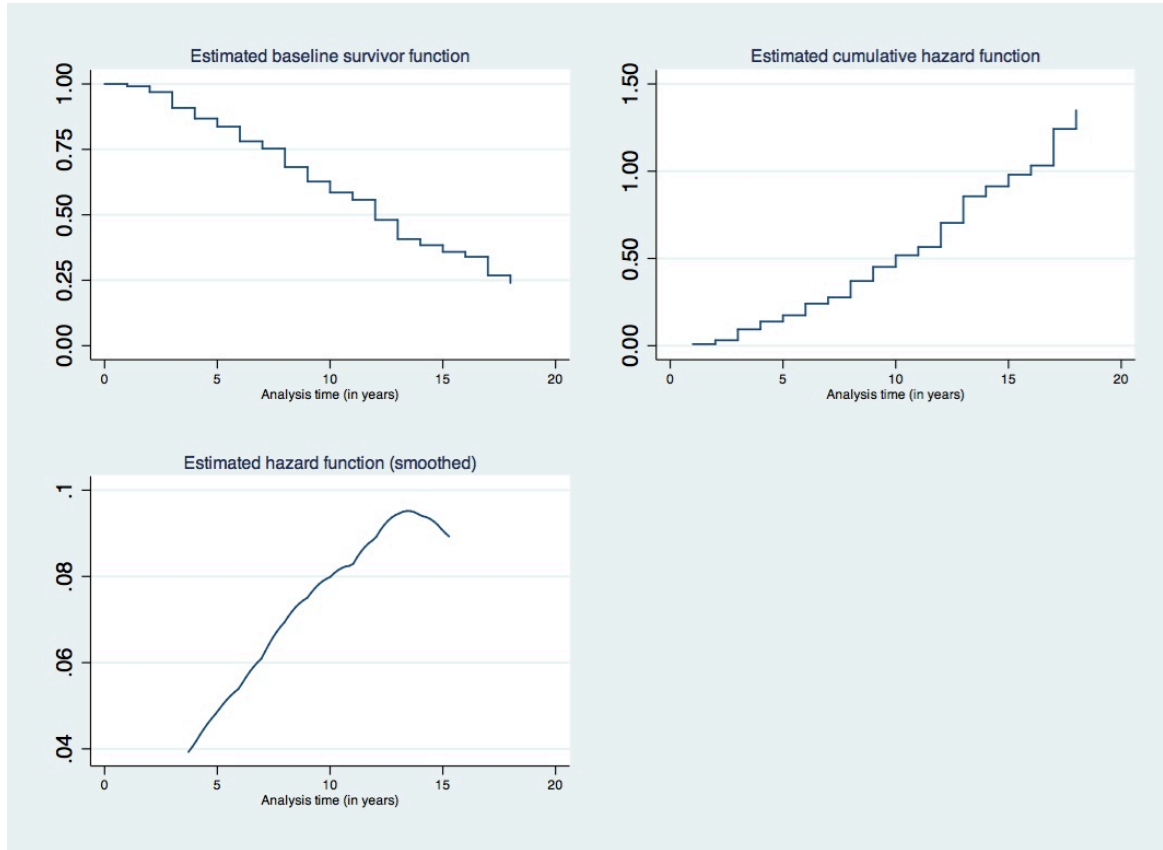 Estimated baseline survivor function
1.00
0.75
0.50
0.25
0.00
0 5 10 15 20
Analysis time (in years)
Estimated cumulative hazard function
1.50
1.00
0.50
0.00
0 5 10 15 20
Analysis time (in years)
Estimated hazard function (smoothed)
.1
.08
.06
.04
0 5 10 15 20
Analysis time (in years)